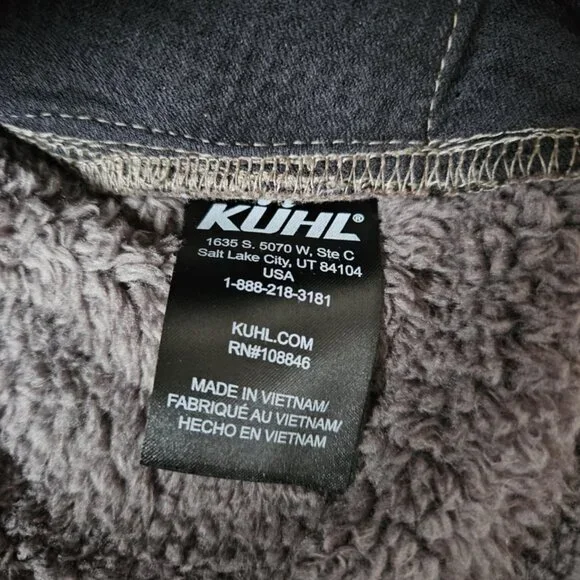 KÜHL®
1635 S. 5070 W, Ste C
Salt Lake City, UT 84104
USA
1-888-218-3181
KUHL.COM
RN#108846
MADE IN VIETNAM/
FABRIQUÉ AU VIETNAM/
HECHO EN VIETNAM